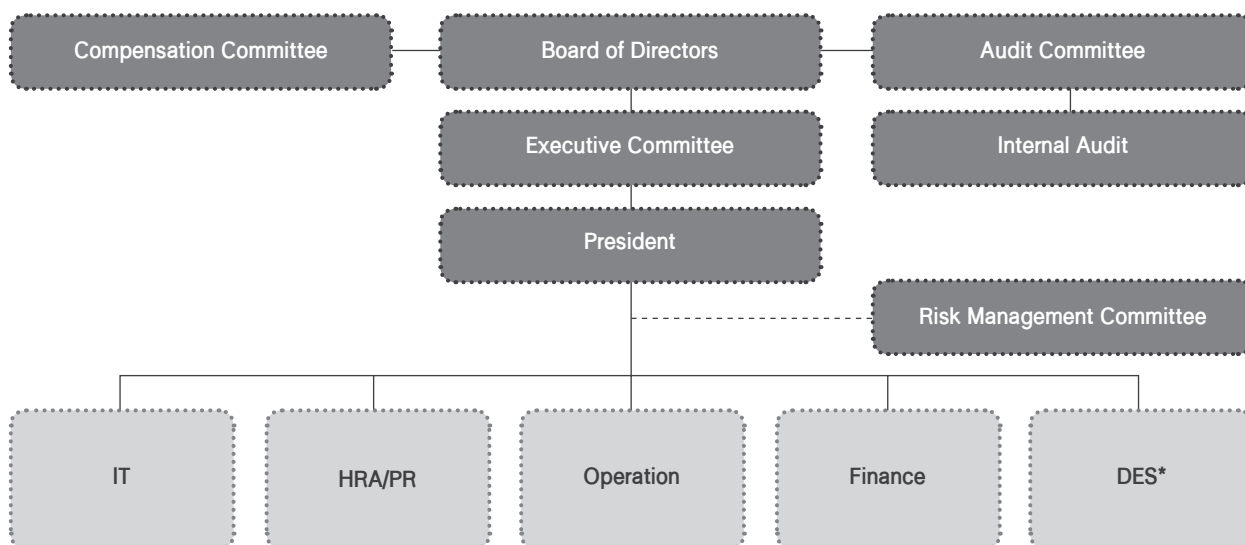 Compensation Committee
Board of Directors
Audit Committee
Executive Committee
Internal Audit
President
Risk Management Committee
IT
HRA/PR
Operation
Finance
DES*